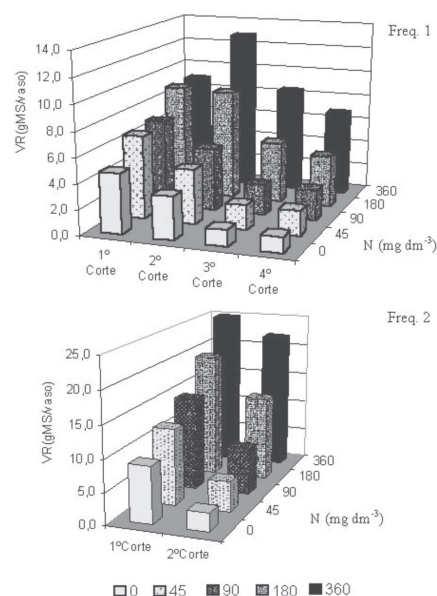 Freq. 1
VR(gMS/vaso)
14,0
12,0
10,0
8,0
6,0
4,0
2,0
0,0
1º Corte
2º Corte
3º Corte
4º Corte
0
45
90
180
360
N (mg dm-³)
Freq. 2
VR(gMS/vaso)
25,0
20,0
15,0
10,0
5,0
0,0
1ºCorte
2ºCorte
0
45
90
180
360
N (mg dm-³)
0 45 90 180 360